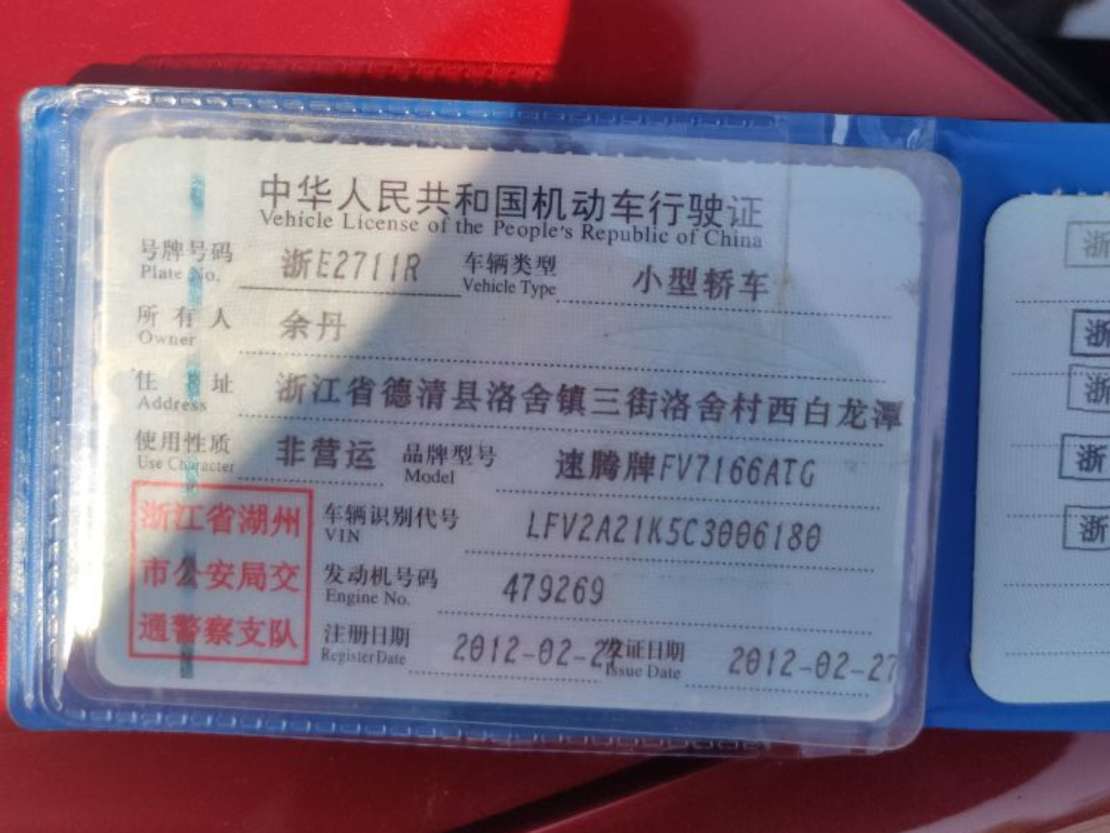 中华人民共和国机动车行驶证
Vehicle License of the People's Republic of China
号牌号码 浙E2711R 车辆类型 小型轿车
Plate No. Vehicle Type
所有人 余丹
Owner
住址 浙江省德清县洛舍镇三街洛舍村西白龙潭
Address
使用性质 非营运 品牌型号 速腾牌FV7166ATG
Use Character Model
浙江省湖州
市公安局交
通警察支队
车辆识别代号 LFV2A21K5C3006180
VIN
发动机号码 479269
Engine No.
注册日期 2012-02-27 发证日期 2012-02-27
Register Date Issue Date
浙
浙
浙
浙
浙